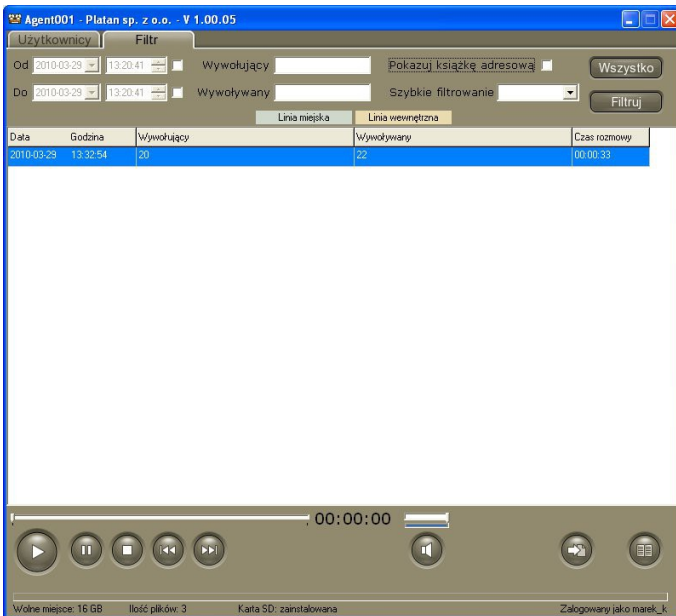 Agent001 - Platan sp. z o.o. - V 1.00.05
Użytkownicy Filtr
Od 2010-03-29 13:20:41 Wywołujący Pokazuj książkę adresową Wszystko
Do 2010-03-29 13:20:41 Wywoływany Szybkie filtrowanie Filtruj
Linia miejska Linia wewnętrzna
Data Godzina Wywołujący Wywoływany Czas rozmowy
2010-03-29 13:32:54 20 22 00:00:33
00:00:00
Wolne miejsce: 16 GB Ilość plików: 3 Karta SD: zainstalowana Zalogowany jako marek_k